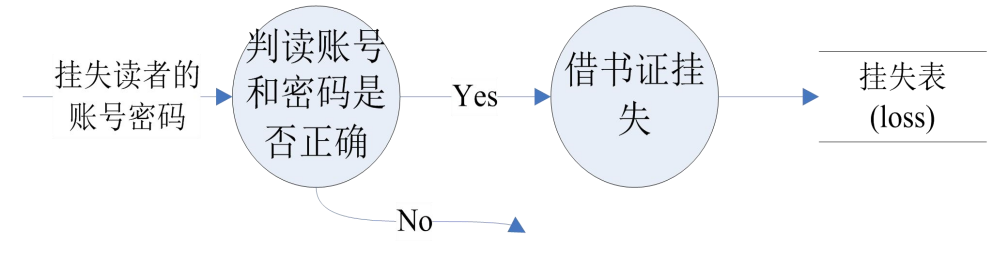 挂失读者的
账号密码
判读账号
和密码是
否正确
Yes
借书证挂
失
挂失表
(loss)
No